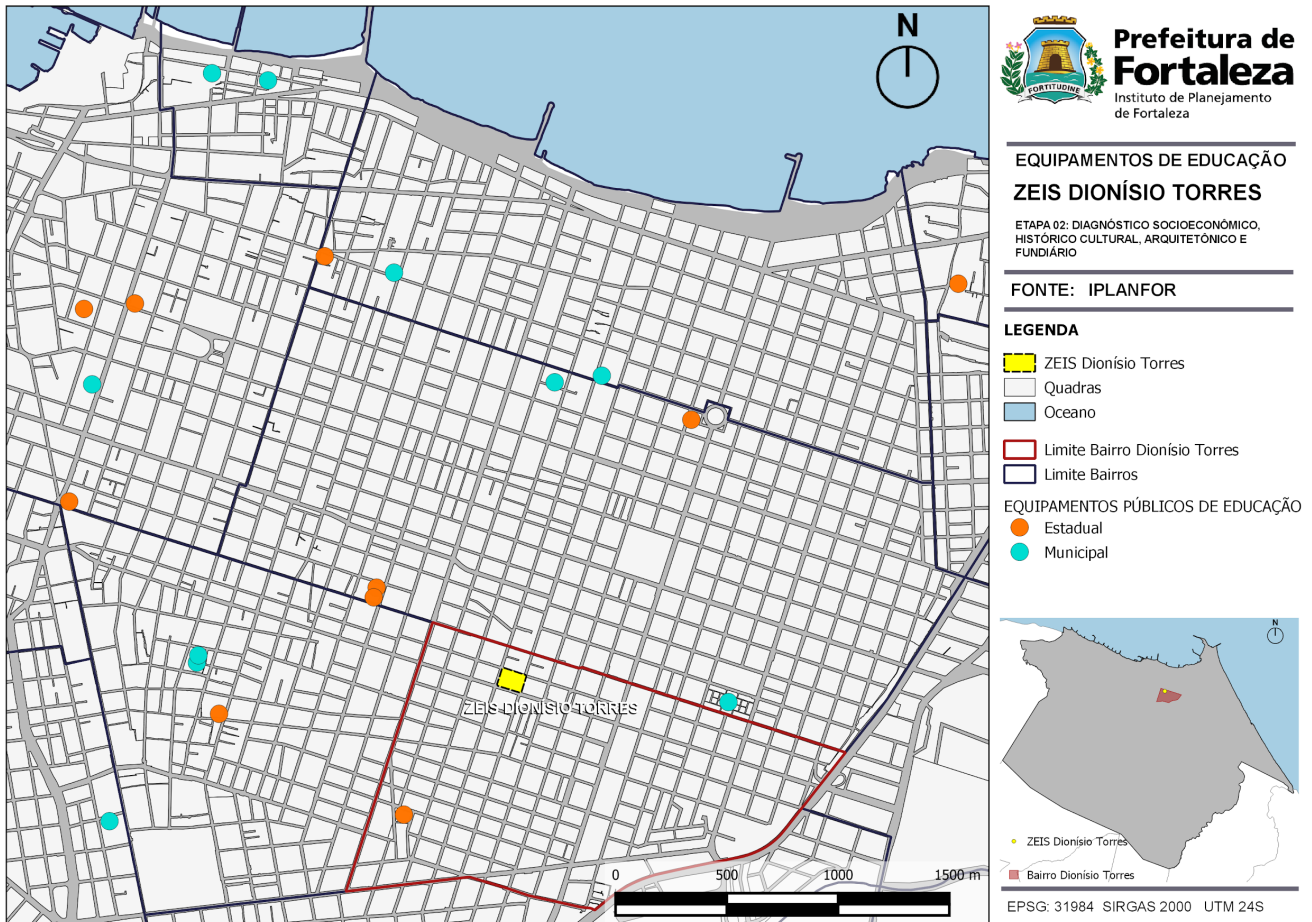 N
ZEIS DIONÍSIO TORRES
0 500 1000 1500 m
FORTITUDINE
Prefeitura de
Fortaleza
Instituto de Planejamento
de Fortaleza
EQUIPAMENTOS DE EDUCAÇÃO
ZEIS DIONÍSIO TORRES
ETAPA 02: DIAGNÓSTICO SOCIOECONÔMICO,
HISTÓRICO CULTURAL, ARQUITETÔNICO E
FUNDIÁRIO
FONTE: IPLANFOR
LEGENDA
ZEIS Dionísio Torres
Quadras
Oceano
Limite Bairro Dionísio Torres
Limite Bairros
EQUIPAMENTOS PÚBLICOS DE EDUCAÇÃO
Estadual
Municipal
N
ZEIS Dionísio Torres
Bairro Dionísio Torres
EPSG: 31984 SIRGAS 2000 UTM 24S